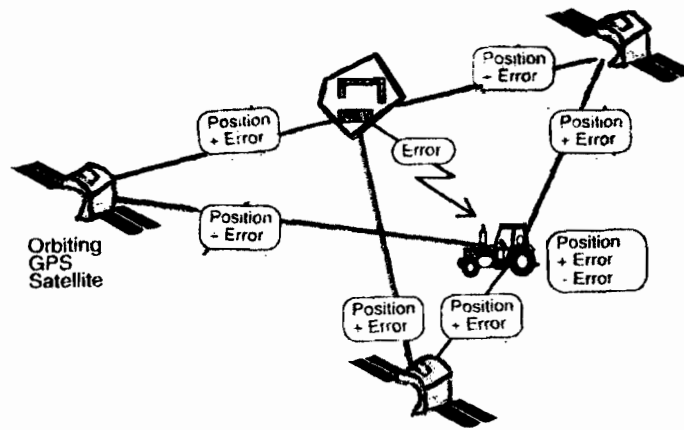 Position
+ Error
Position
+ Error
Error
Position
+ Error
Position
+ Error
Orbiting
GPS
Satellite
Position
+ Error
- Error
Position
+ Error
Position
+ Error